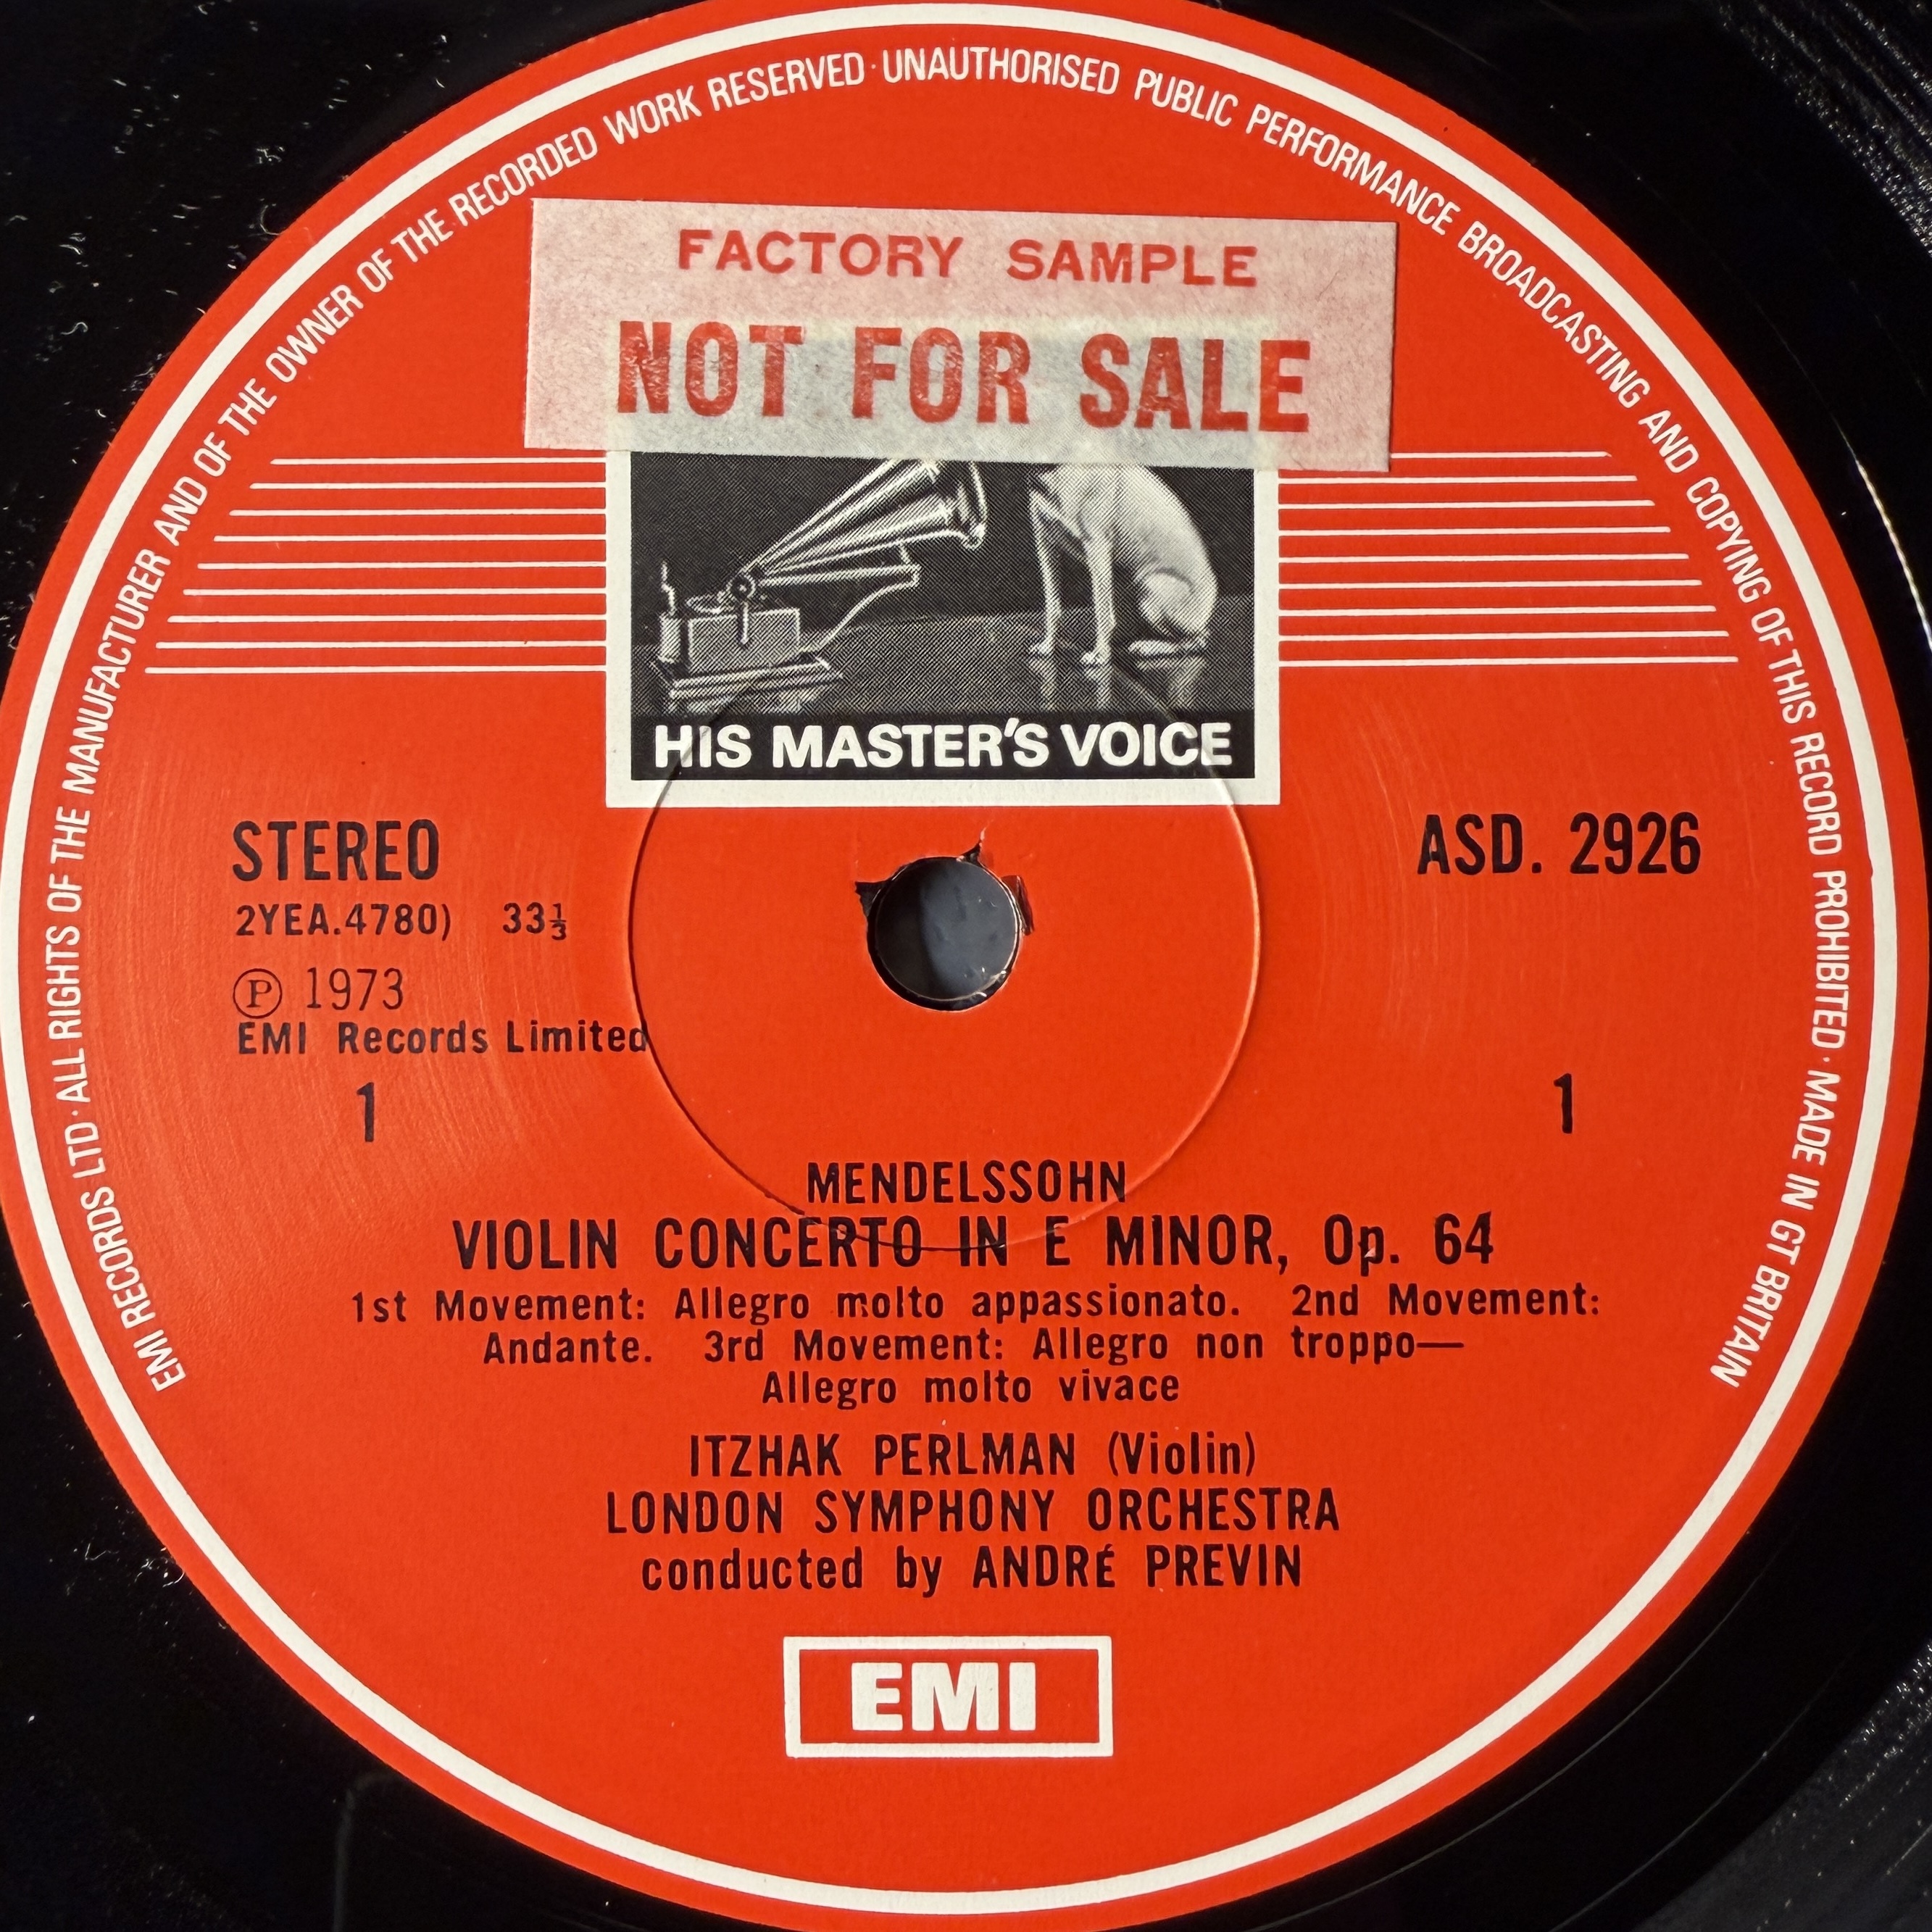 EMI RECORDS LTD · ALL RIGHTS OF THE MANUFACTURER AND OF THE OWNER OF THE RECORDED WORK RESERVED · UNAUTHORISED PUBLIC PERFORMANCE BROADCASTING AND COPYING OF THIS RECORD PROHIBITED · MADE IN GT BRITAIN
FACTORY SAMPLE
NOT FOR SALE
HIS MASTER'S VOICE
STEREO
ASD. 2926
2YEA.4780) 33⅓
Ⓟ 1973
EMI Records Limited
1
1
MENDELSSOHN
VIOLIN CONCERTO IN E MINOR, Op. 64
1st Movement: Allegro molto appassionato. 2nd Movement:
Andante. 3rd Movement: Allegro non troppo—
Allegro molto vivace
ITZHAK PERLMAN (Violin)
LONDON SYMPHONY ORCHESTRA
conducted by ANDRÉ PREVIN
EMI